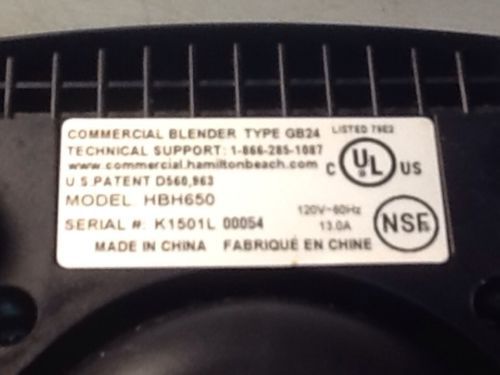 COMMERCIAL BLENDER TYPE GB24 LISTED 79E2
TECHNICAL SUPPORT: 1-866-285-1087
www.commercial.hamiltonbeach.com
C UL US
U.S.PATENT D560,963
MODEL: HBH650
SERIAL #: K1501L 00054
120V~60Hz
13.0A
NSF
MADE IN CHINA FABRIQUÉ EN CHINE